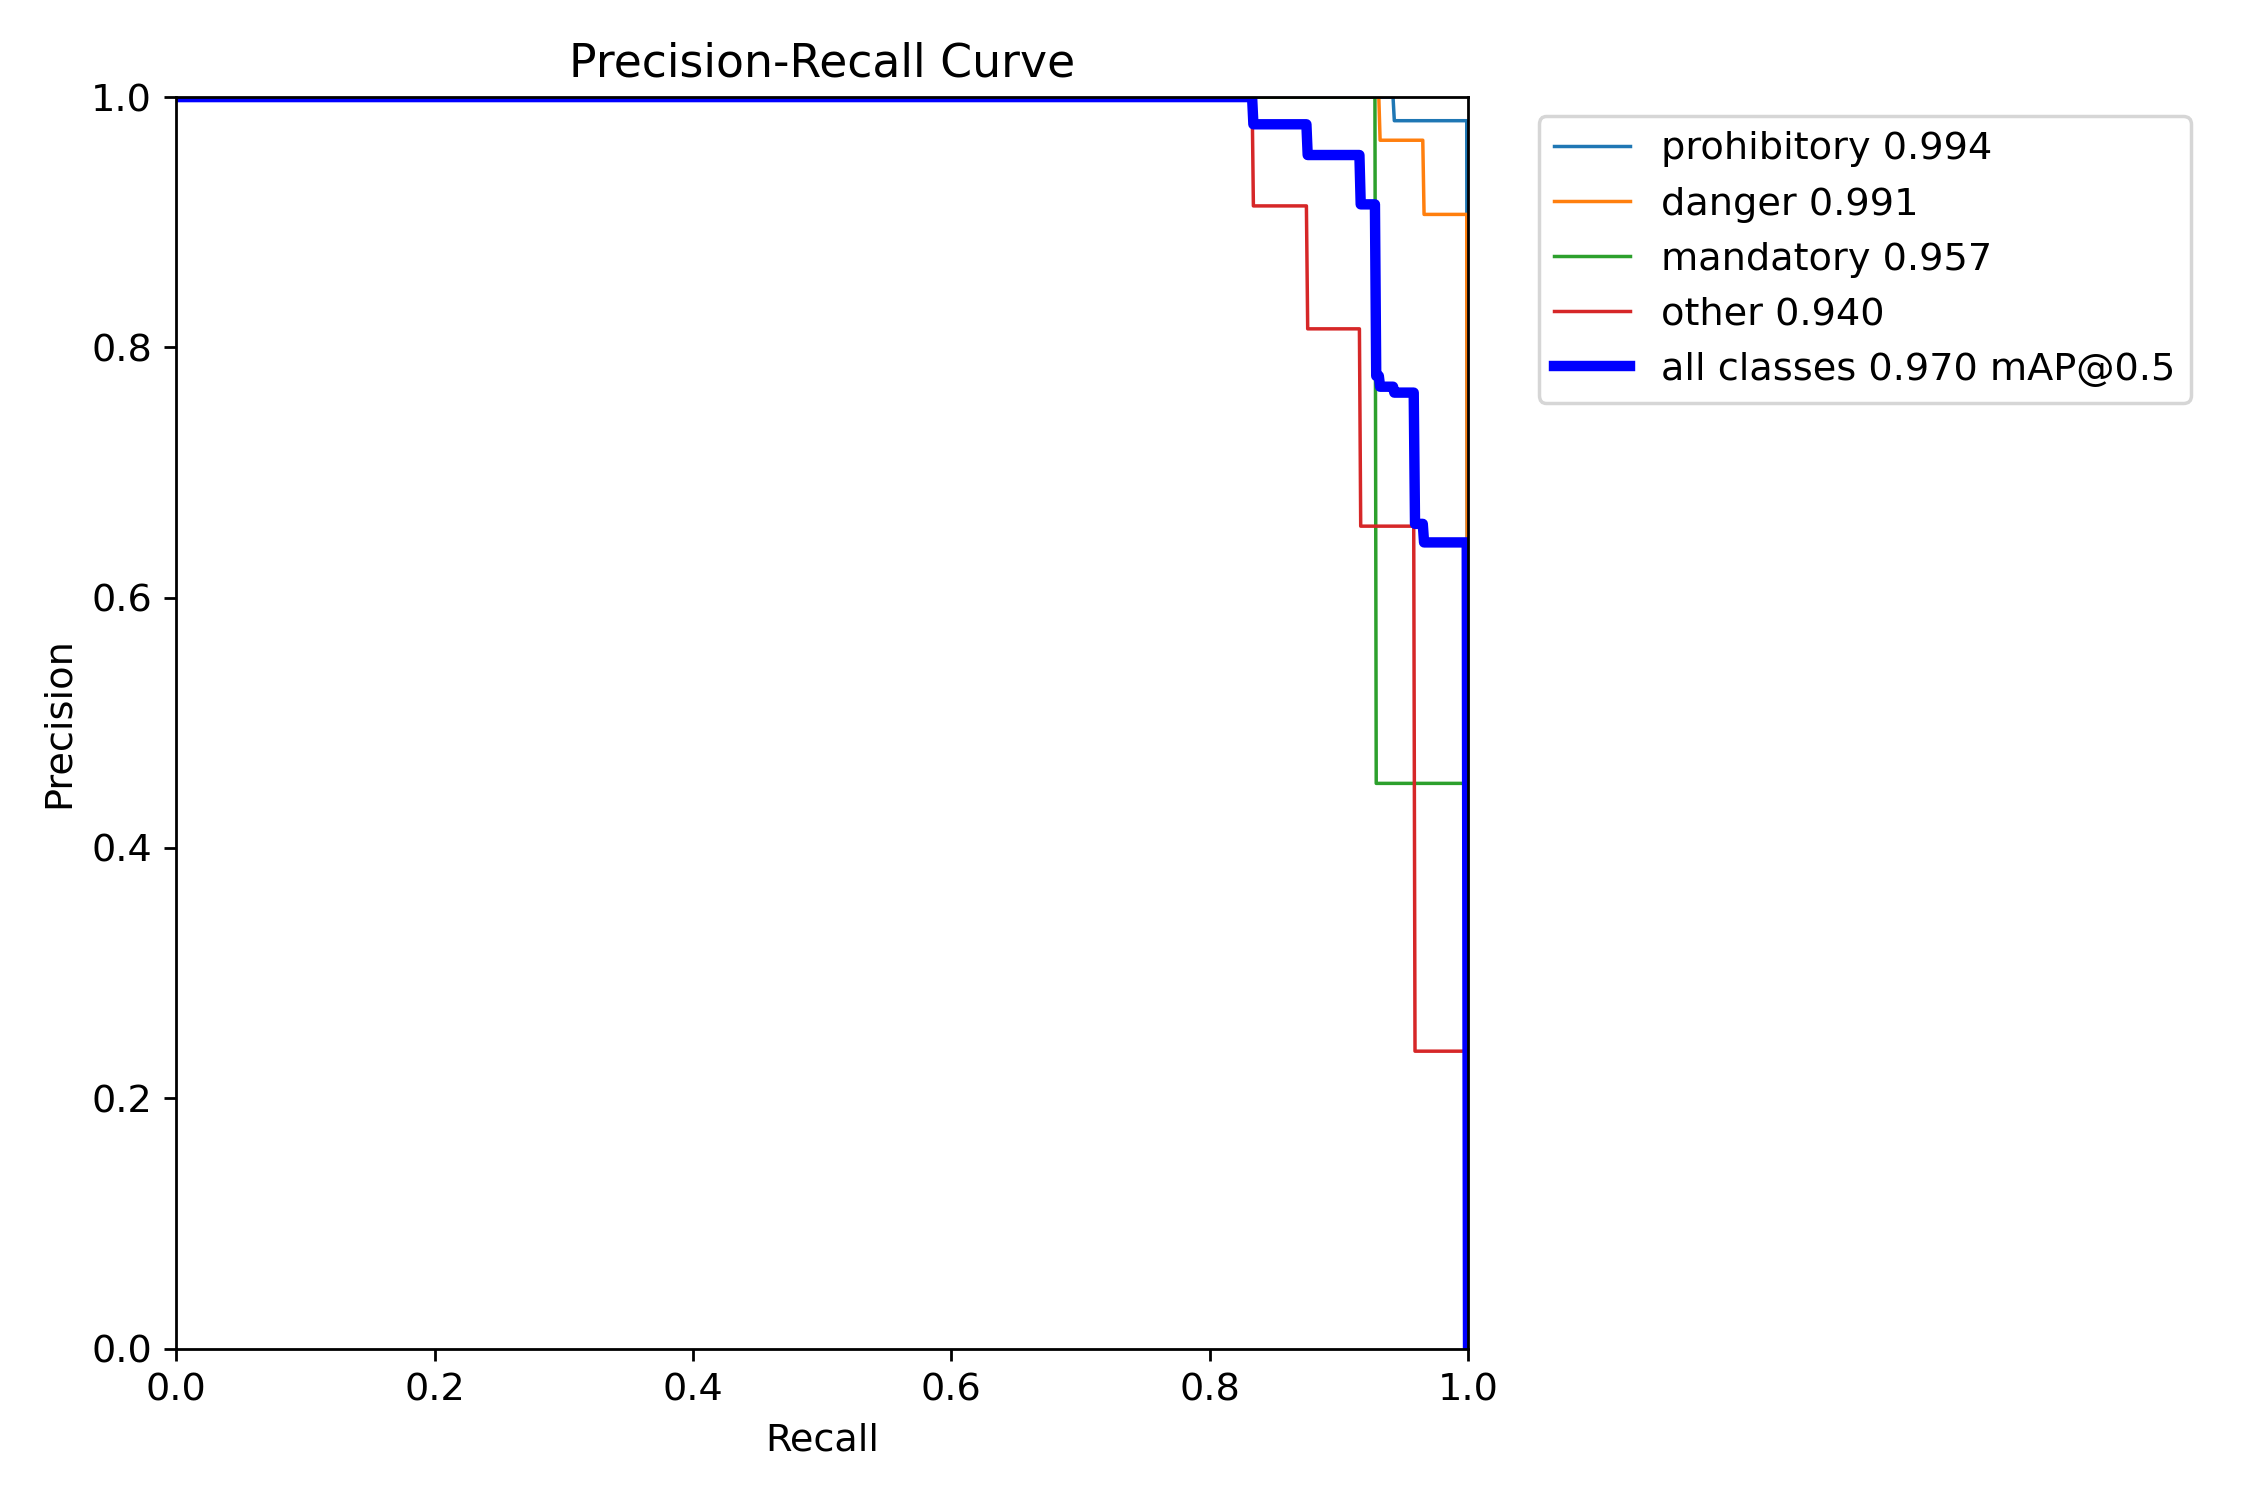 Precision-Recall Curve
1.0
0.8
0.6
0.4
0.2
0.0
Precision
0.0 0.2 0.4 0.6 0.8 1.0
Recall
prohibitory 0.994
danger 0.991
mandatory 0.957
other 0.940
all classes 0.970 mAP@0.5